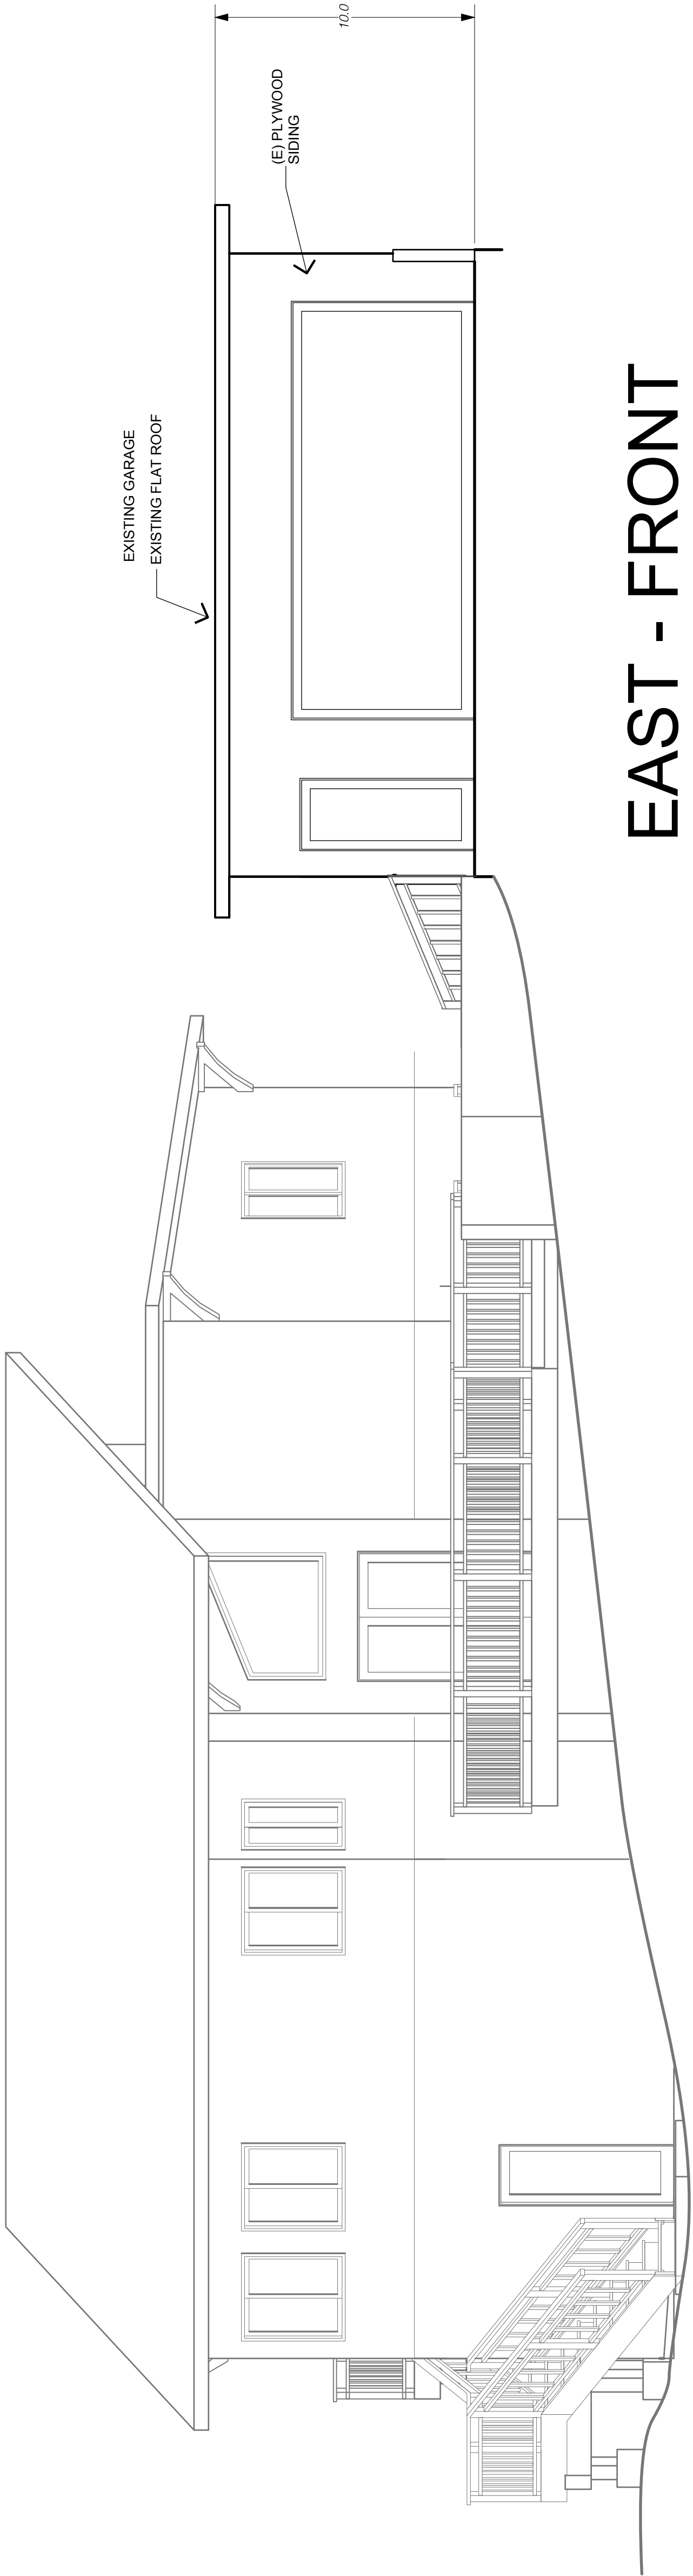 EXISTING GARAGE
EXISTING FLAT ROOF
(E) PLYWOOD
SIDING
10.0
EAST - FRONT